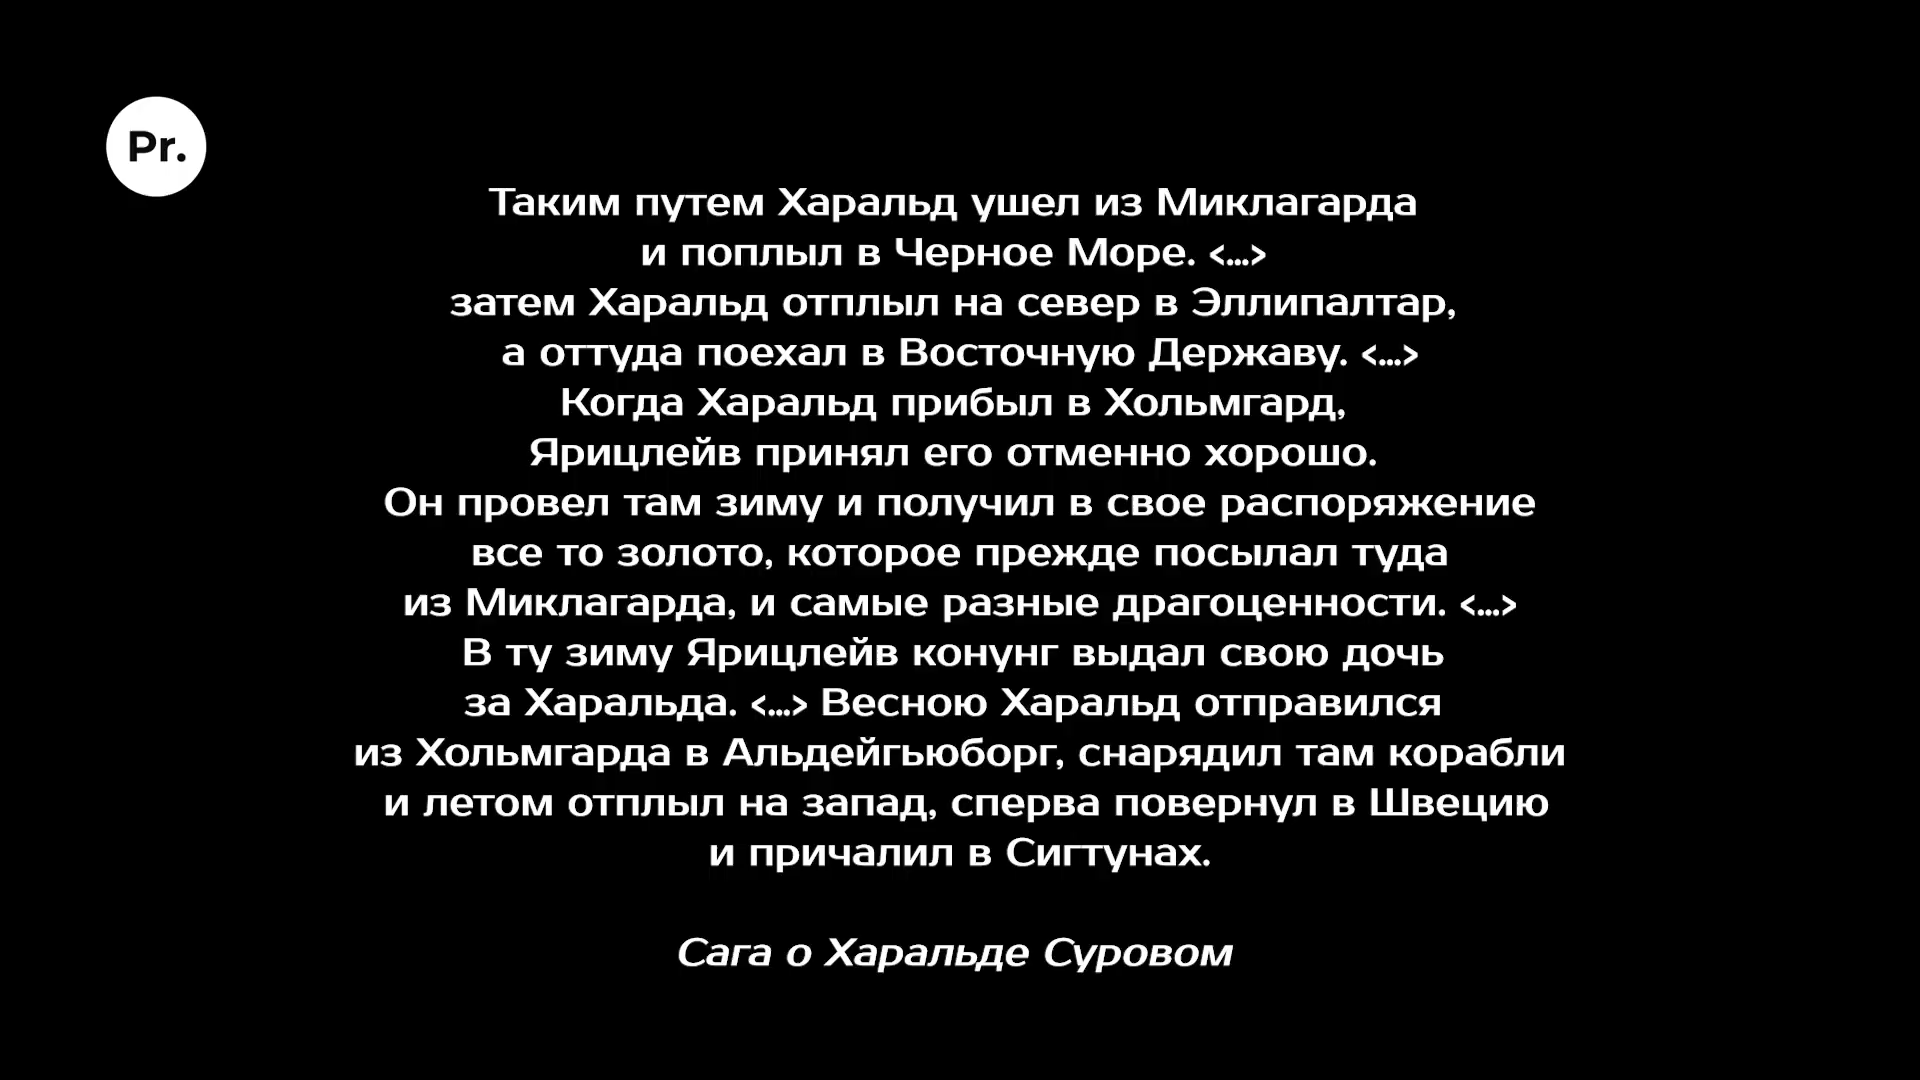 Pr.
Таким путем Харальд ушел из Миклагарда
и поплыл в Черное Море. <...>
затем Харальд отплыл на север в Эллипалтар,
а оттуда поехал в Восточную Державу. <...>
Когда Харальд прибыл в Хольмгард,
Ярицлейв принял его отменно хорошо.
Он провел там зиму и получил в свое распоряжение
все то золото, которое прежде посылал туда
из Миклагарда, и самые разные драгоценности. <...>
В ту зиму Ярицлейв конунг выдал свою дочь
за Харальда. <...> Весною Харальд отправился
из Хольмгарда в Альдейгьюборг, снарядил там корабли
и летом отплыл на запад, сперва повернул в Швецию
и причалил в Сигтунах.
Сага о Харальде Суровом